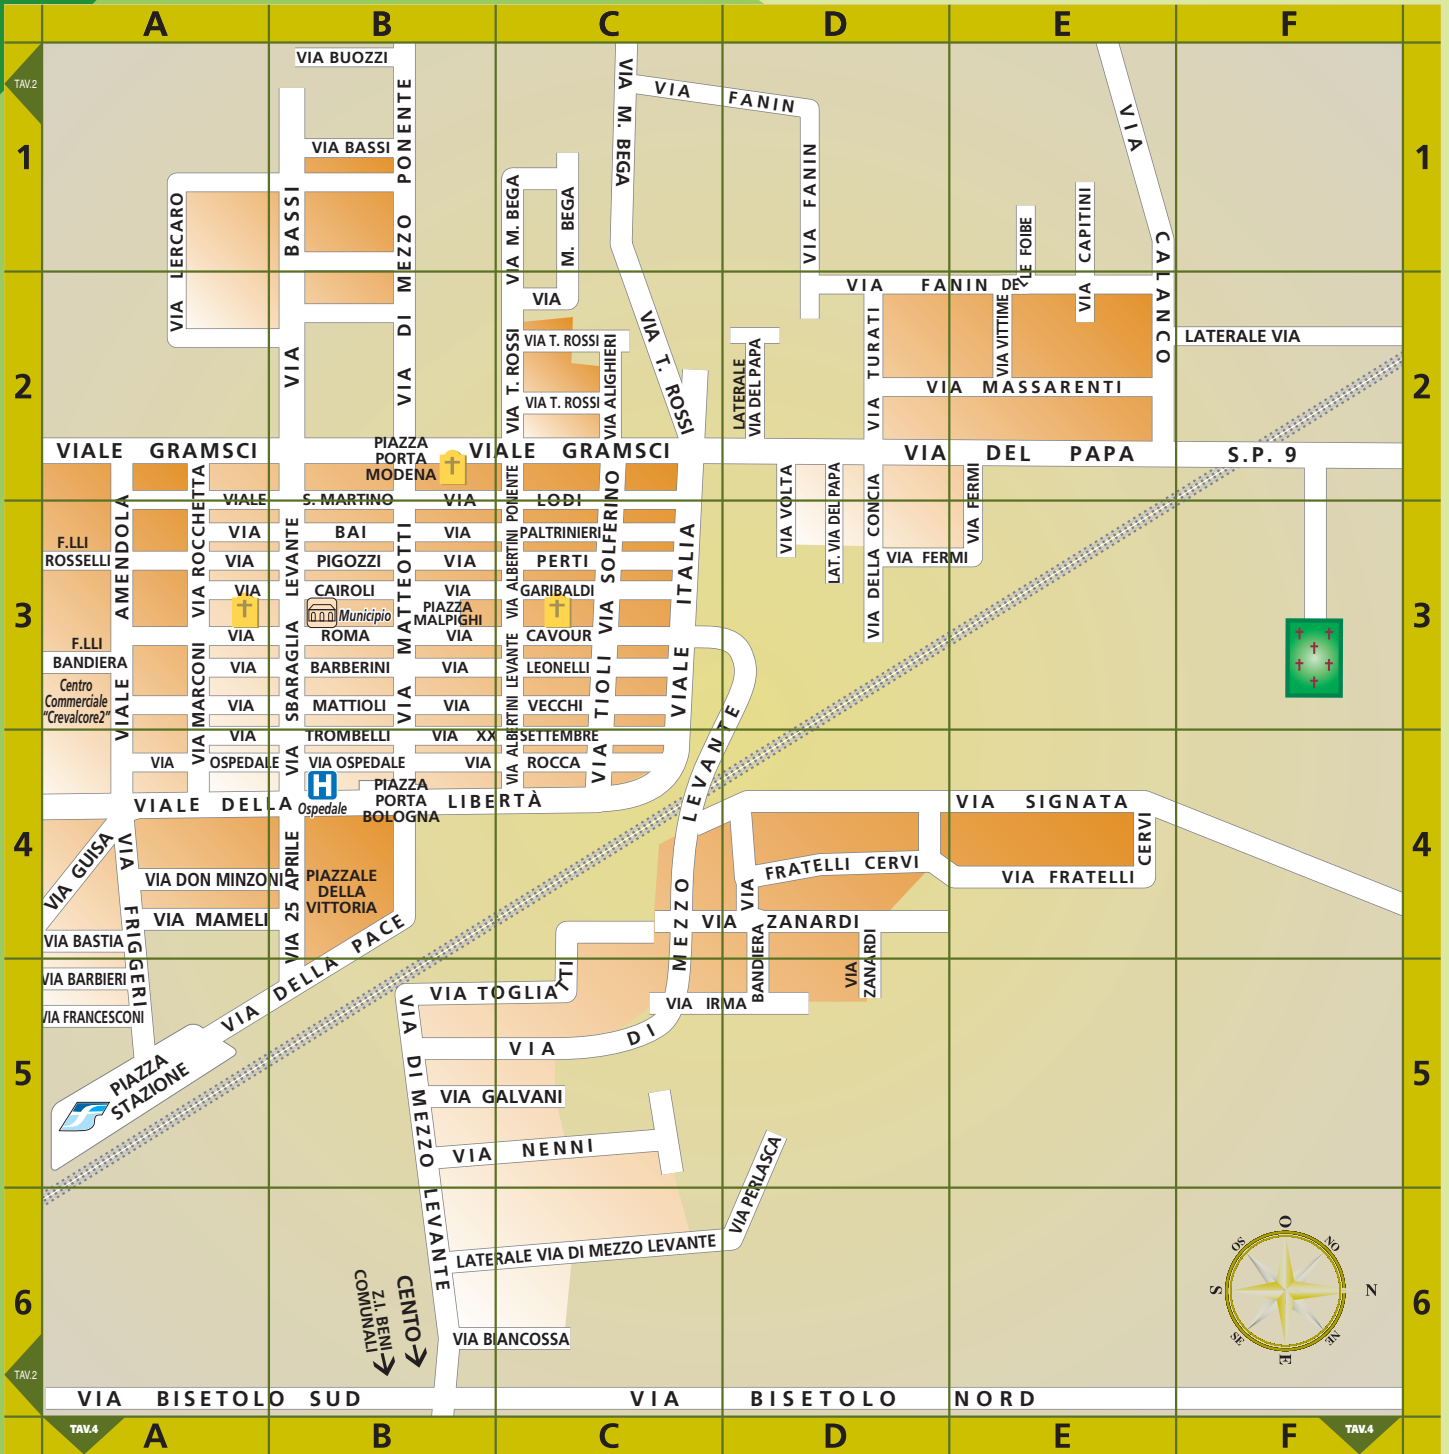 A B C D E F
TAV.2
1 1
2 2
3 3
4 4
5 5
6 6
TAV.2
VIA BUOZZI
VIA BASSI
VIA LERCARO
VIA BASSI
VIA DI MEZZO PONENTE
VIA M. BEGA
M. BEGA
VIA
VIA M. BEGA
VIA FANIN
VIA FANIN
VIA CALANCO
VIA CAPITINI
VIA VITTIME DELLE FOIBE
VIA FANIN
VIA TURATI
VIA MASSARENTI
LATERALE VIA
VIA T. ROSSI
VIA T. ROSSI
VIA T. ROSSI
VIA ALIGHIERI
VIA T. ROSSI
LATERALE
VIA DEL PAPA
VIALE GRAMSCI
PIAZZA
PORTA
MODENA
VIALE GRAMSCI
VIA DEL PAPA
S.P. 9
VIALE S. MARTINO VIA LODI
VIA BAI VIA PALTRINIERI
VIA PIGOZZI VIA PERTI
VIA CAIROLI VIA GARIBALDI
Municipio
PIAZZA
MALPIGHI
VIA ROMA VIA CAVOUR
VIA BARBERINI VIA LEONELLI
VIA MATTIOLI VIA VECCHI
VIA TROMBELLI VIA XX SETTEMBRE
VIA OSPEDALE VIA OSPEDALE VIA ROCCA
F.LLI
ROSSELLI
F.LLI
BANDIERA
Centro
Commerciale
“Crevalcore2”
VIALE AMENDOLA
VIA ROCCHETTA
VIA MARCONI
VIA SBARAGLIA LEVANTE
VIA MATTEOTTI
VIA ALBERTINI PONENTE
VIA ALBERTINI LEVANTE
VIA SOLFERINO
VIA TIOLI
VIALE ITALIA
VIA VOLTA
LAT. VIA DEL PAPA
VIA DELLA CONCIA
VIA FERMI
VIA FERMI
VIALE DELLA LIBERTÀ
H
Ospedale
PIAZZA
PORTA
BOLOGNA
VIA GUISA
VIA FRIGGERI
VIA DON MINZONI
VIA MAMELI
VIA BASTIA
VIA BARBIERI
VIA FRANCESCONI
VIA 25 APRILE
PIAZZALE
DELLA
VITTORIA
VIA DELLA PACE
PIAZZA
STAZIONE
VIA DI MEZZO LEVANTE
VIA SIGNATA
FRATELLI CERVI
VIA FRATELLI CERVI
VIA BANDIERA
VIA ZANARDI
VIA
ZANARDI
VIA IRMA
VIA TOGLIATTI
VIA DI MEZZO LEVANTE
VIA GALVANI
VIA NENNI
VIA PERLASCA
LATERALE VIA DI MEZZO LEVANTE
VIA BIANCOSSA
CENTO
Z.I. BENI
COMUNALI
VIA BISETOLO SUD
VIA BISETOLO NORD
O
NO
N
NE
E
SE
S
OS
TAV.4 TAV.4
A B C D E F